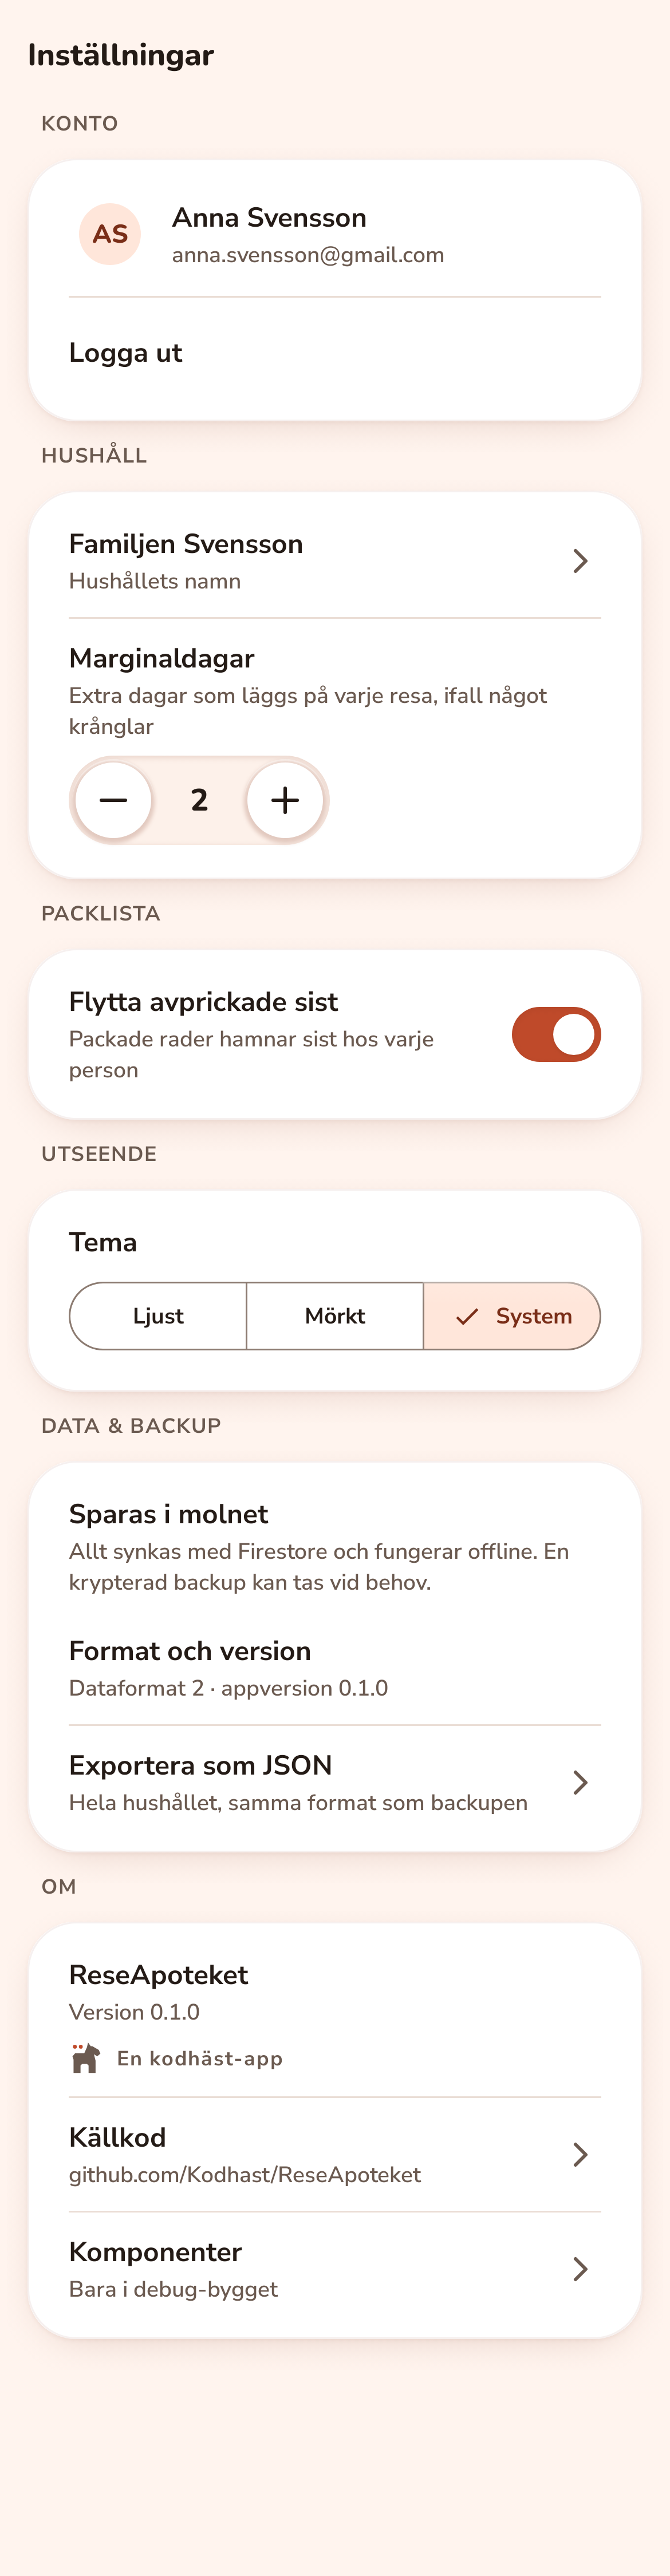 Inställningar
KONTO
AS
Anna Svensson
anna.svensson@gmail.com
Logga ut
HUSHÅLL
Familjen Svensson
Hushållets namn
Marginaldagar
Extra dagar som läggs på varje resa, ifall något
krånglar
2
PACKLISTA
Flytta avprickade sist
Packade rader hamnar sist hos varje
person
UTSEENDE
Tema
Ljust Mörkt System
DATA & BACKUP
Sparas i molnet
Allt synkas med Firestore och fungerar offline. En
krypterad backup kan tas vid behov.
Format och version
Dataformat 2 · appversion 0.1.0
Exportera som JSON
Hela hushållet, samma format som backupen
OM
ReseApoteket
Version 0.1.0
En kodhäst-app
Källkod
github.com/Kodhast/ReseApoteket
Komponenter
Bara i debug-bygget